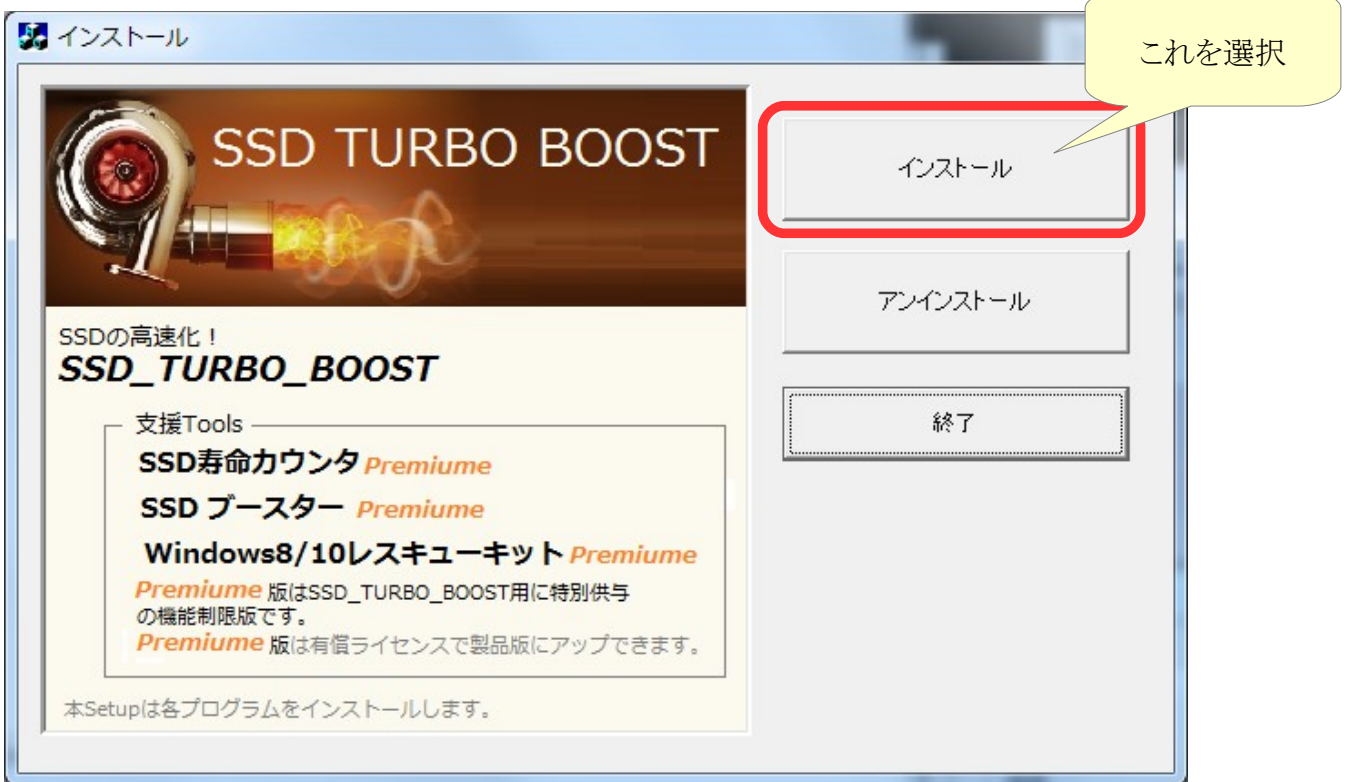 インストール
これを選択
SSD TURBO BOOST
SSDの高速化！
SSD_TURBO_BOOST
支援Tools
SSD寿命カウンタ Premiume
SSD ブースター Premiume
Windows8/10レスキューキット Premiume
Premiume 版はSSD_TURBO_BOOST用に特別供与
の機能制限版です。
Premiume 版は有償ライセンスで製品版にアップできます。
本Setupは各プログラムをインストールします。
インストール
アンインストール
終了